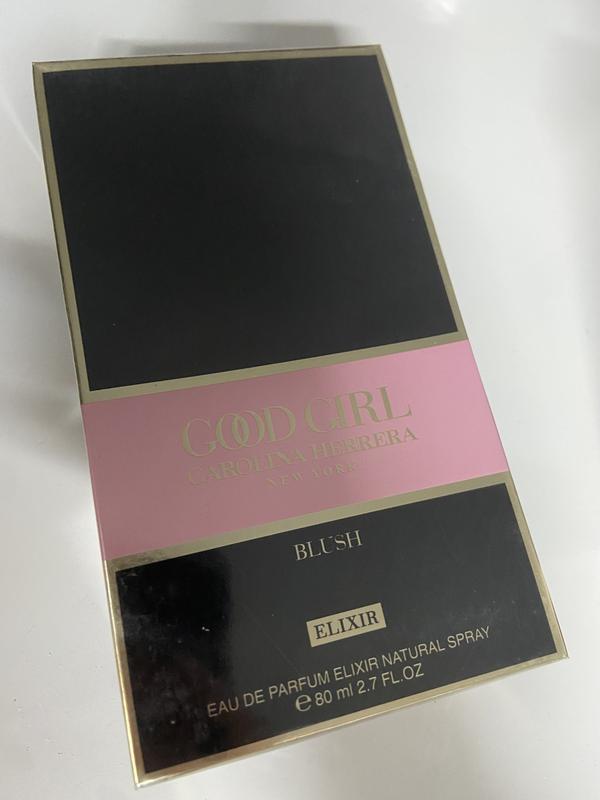 GOOD GIRL
CAROLINA HERRERA
NEW YORK
BLUSH
ELIXIR
EAU DE PARFUM ELIXIR NATURAL SPRAY
℮ 80 ml 2.7 FL.OZ